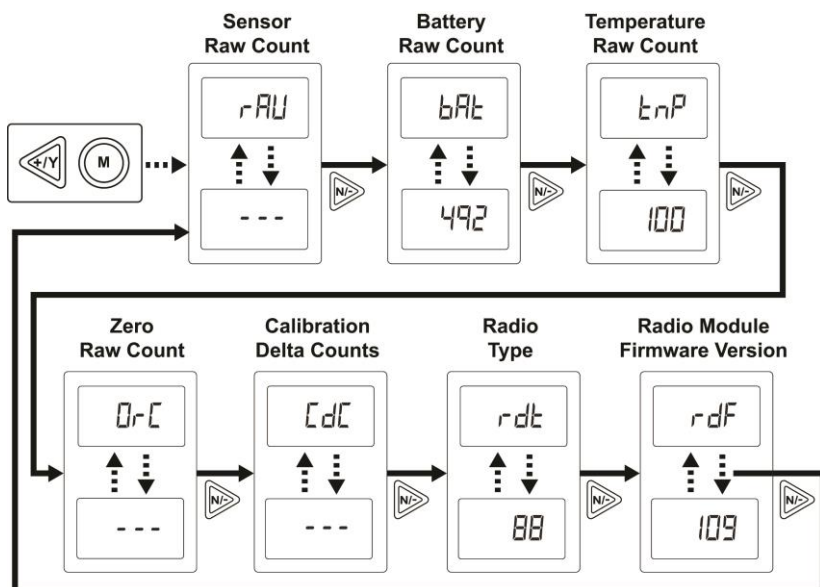 Sensor
Raw Count
Battery
Raw Count
Temperature
Raw Count
rAU
bAt
tnP
+/Y
M
N/-
N/-
N/-
- - -
492
100
Zero
Raw Count
Calibration
Delta Counts
Radio
Type
Radio Module
Firmware Version
0rC
CdC
rdt
rdF
N/-
N/-
N/-
N/-
- - -
- - -
88
109